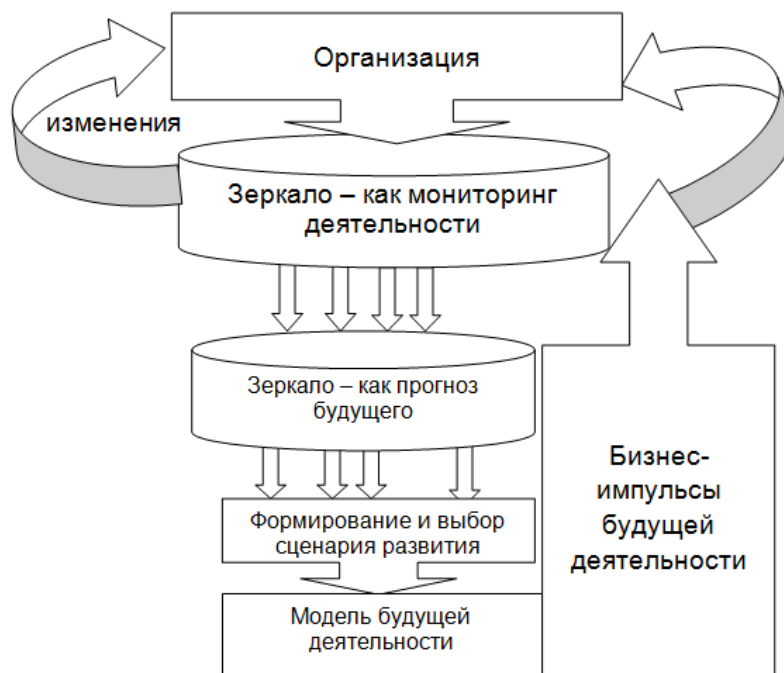 Организация
изменения
Зеркало – как мониторинг
деятельности
Зеркало – как прогноз
будущего
Формирование и выбор
сценария развития
Модель будущей
деятельности
Бизнес-
импульсы
будущей
деятельности